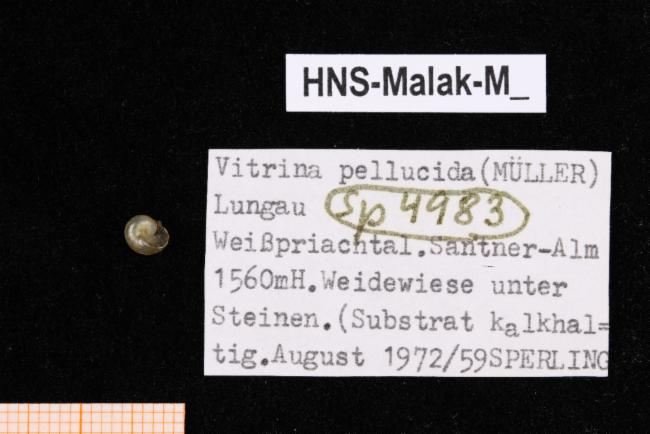 HNS-Malak-M_
Vitrina pellucida(MÜLLER)
Lungau Sp 4983
Weißpriachtal.Santner-Alm
1560mH.Weidewiese unter
Steinen.(Substrat kalkhal=
tig.August 1972/59SPERLING